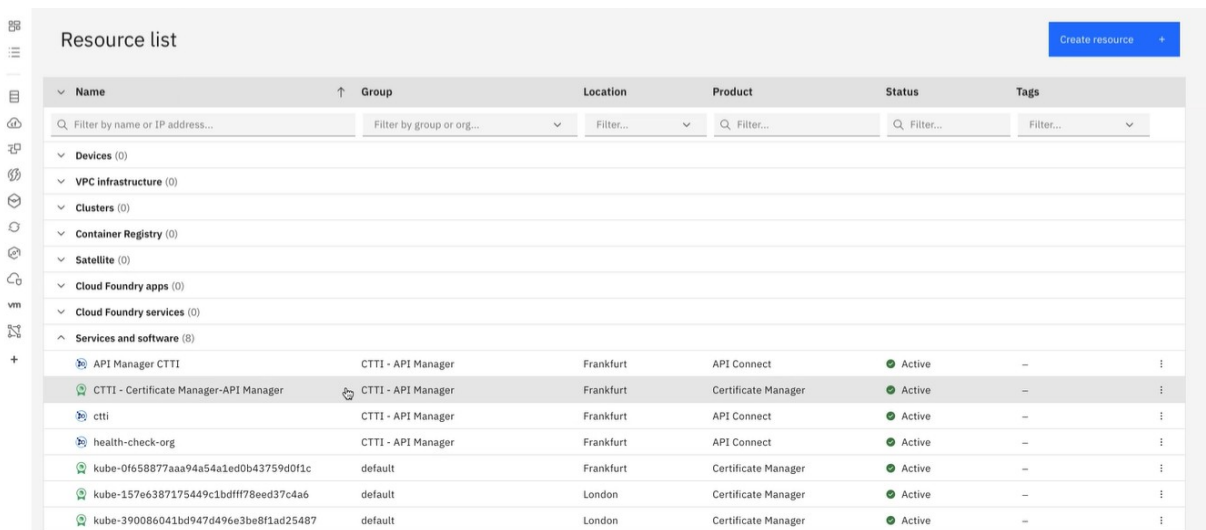 Resource list
Create resource +
Name Group Location Product Status Tags
Filter by name or IP address... Filter by group or org... Filter... Filter... Filter... Filter...
Devices (0)
VPC infrastructure (0)
Clusters (0)
Container Registry (0)
Satellite (0)
Cloud Foundry apps (0)
Cloud Foundry services (0)
vm
Services and software (8)
API Manager CTTI CTTI - API Manager Frankfurt API Connect Active –
CTTI - Certificate Manager-API Manager CTTI - API Manager Frankfurt Certificate Manager Active –
ctti CTTI - API Manager Frankfurt API Connect Active –
health-check-org CTTI - API Manager Frankfurt API Connect Active –
kube-0f658877aaa94a54a1ed0b43759d0f1c default Frankfurt Certificate Manager Active –
kube-157e6387175449c1bdfff78eed37c4a6 default London Certificate Manager Active –
kube-390086041bd947d496e3be8f1ad25487 default London Certificate Manager Active –